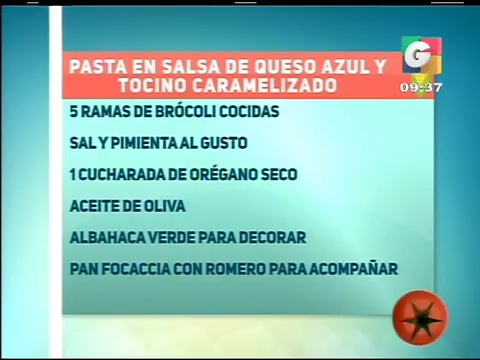 PASTA EN SALSA DE QUESO AZUL Y
TOCINO CARAMELIZADO
G
09:37
5 RAMAS DE BRÓCOLI COCIDAS
SAL Y PIMIENTA AL GUSTO
1 CUCHARADA DE ORÉGANO SECO
ACEITE DE OLIVA
ALBAHACA VERDE PARA DECORAR
PAN FOCACCIA CON ROMERO PARA ACOMPAÑAR